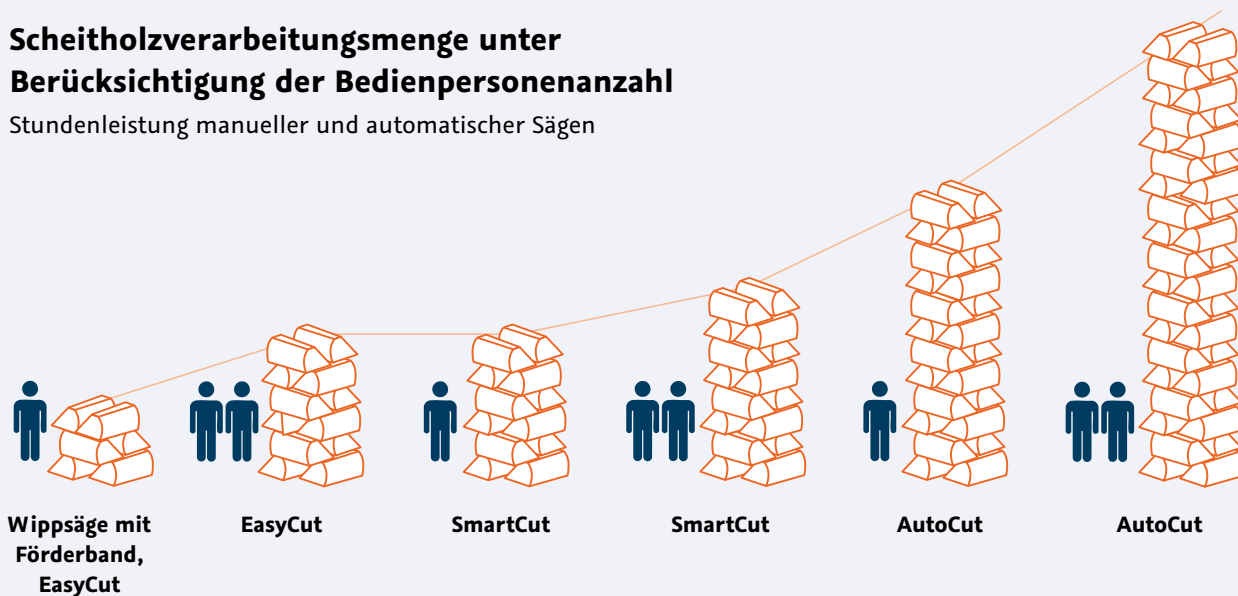 Scheitholzverarbeitungsmenge unter
Berücksichtigung der Bedienpersonenanzahl
Stundenleistung manueller und automatischer Sägen
Wippsäge mit
Förderband,
EasyCut
EasyCut
SmartCut
SmartCut
AutoCut
AutoCut